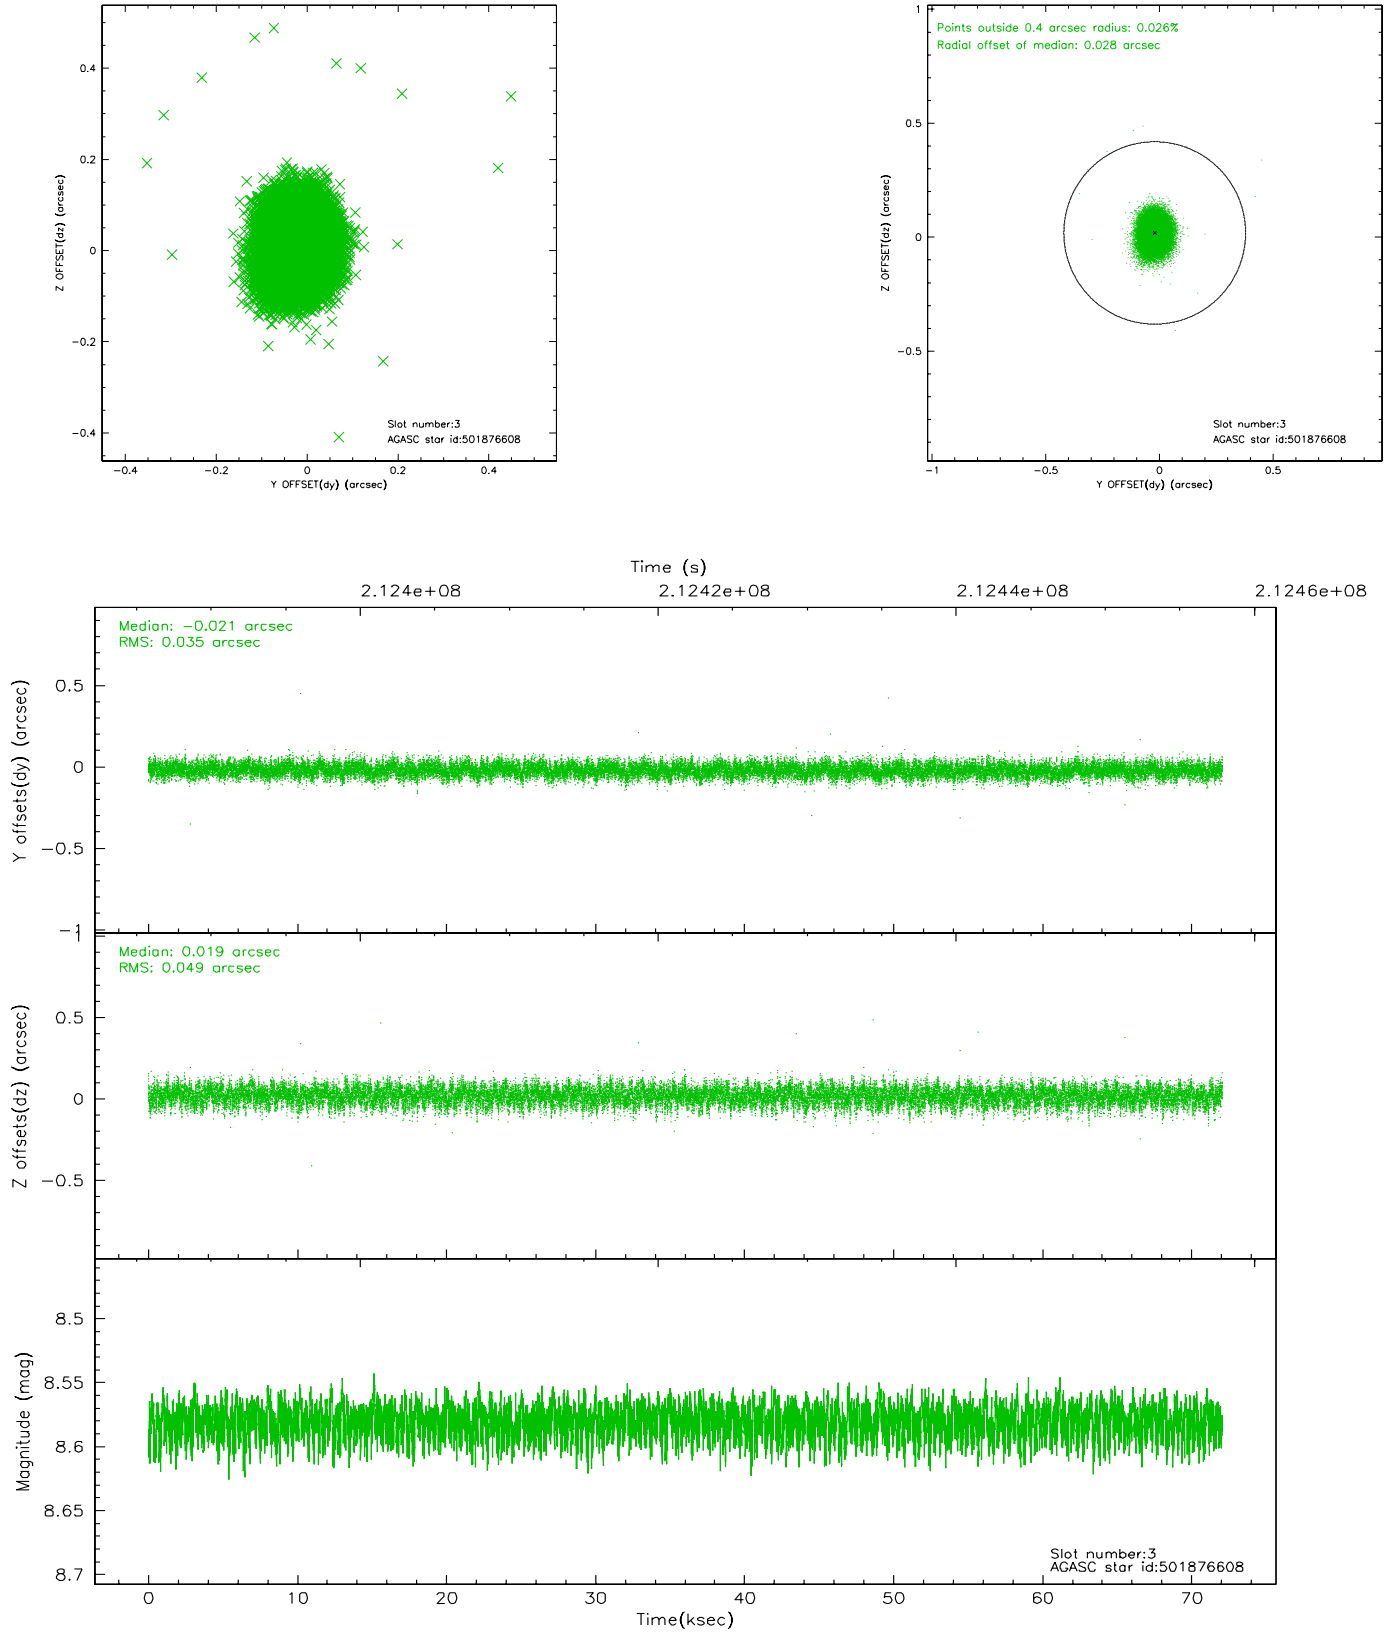 0.4
0.2
0
−0.2
−0.4
Z OFFSET(dz) (arcsec)
Slot number:3
AGASC star id:501876608
−0.4 −0.2 0 0.2 0.4
Y OFFSET(dy) (arcsec)
Points outside 0.4 arcsec radius: 0.026%
Radial offset of median: 0.028 arcsec
1
0.5
0
−0.5
Z OFFSET(dz) (arcsec)
Slot number:3
AGASC star id:501876608
−1 −0.5 0 0.5
Y OFFSET(dy) (arcsec)
Time (s)
2.124e+08 2.1242e+08 2.1244e+08 2.1246e+08
Median: −0.021 arcsec
RMS: 0.035 arcsec
0.5
0
−0.5
−1
Y offsets(dy) (arcsec)
Median: 0.019 arcsec
RMS: 0.049 arcsec
1
0.5
0
−0.5
Z offsets(dz) (arcsec)
8.5
8.55
8.6
8.65
8.7
Magnitude (mag)
Slot number:3
AGASC star id:501876608
0 10 20 30 40 50 60 70
Time(ksec)